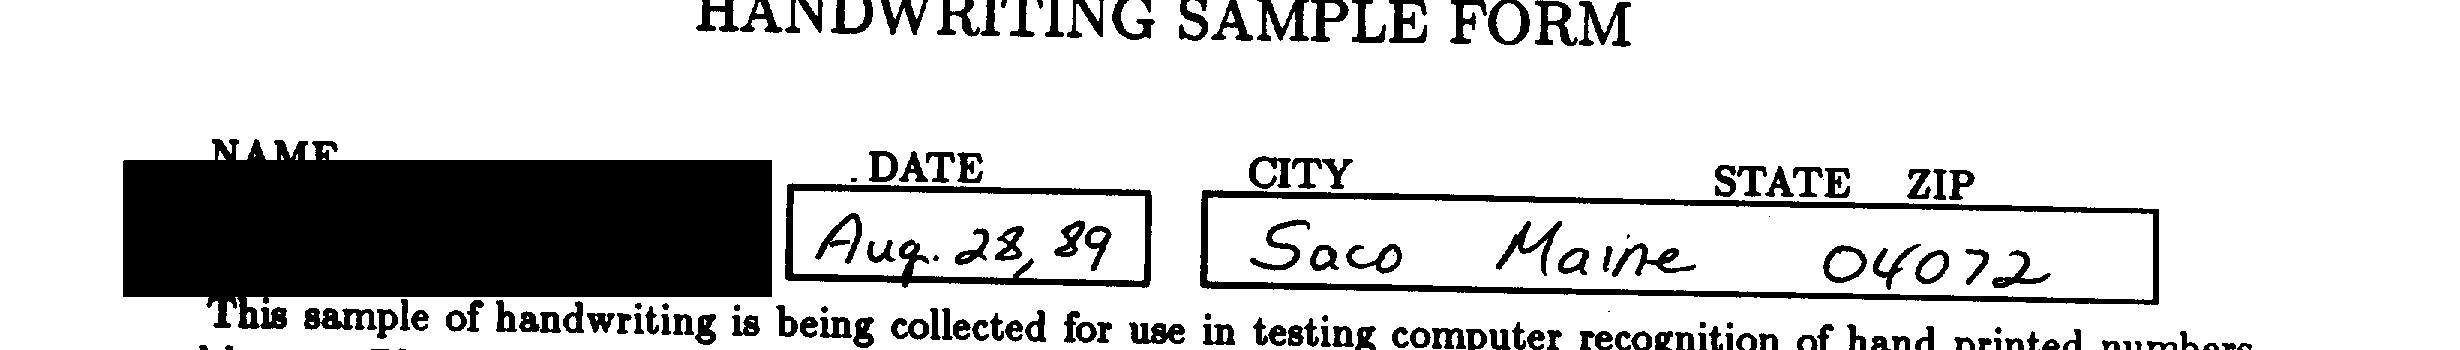 HANDWRITING SAMPLE FORM
NAME
. DATE
CITY
STATE ZIP
Aug. 28, 89
Saco Maine 04072
This sample of handwriting is being collected for use in testing computer recognition of hand printed numbers